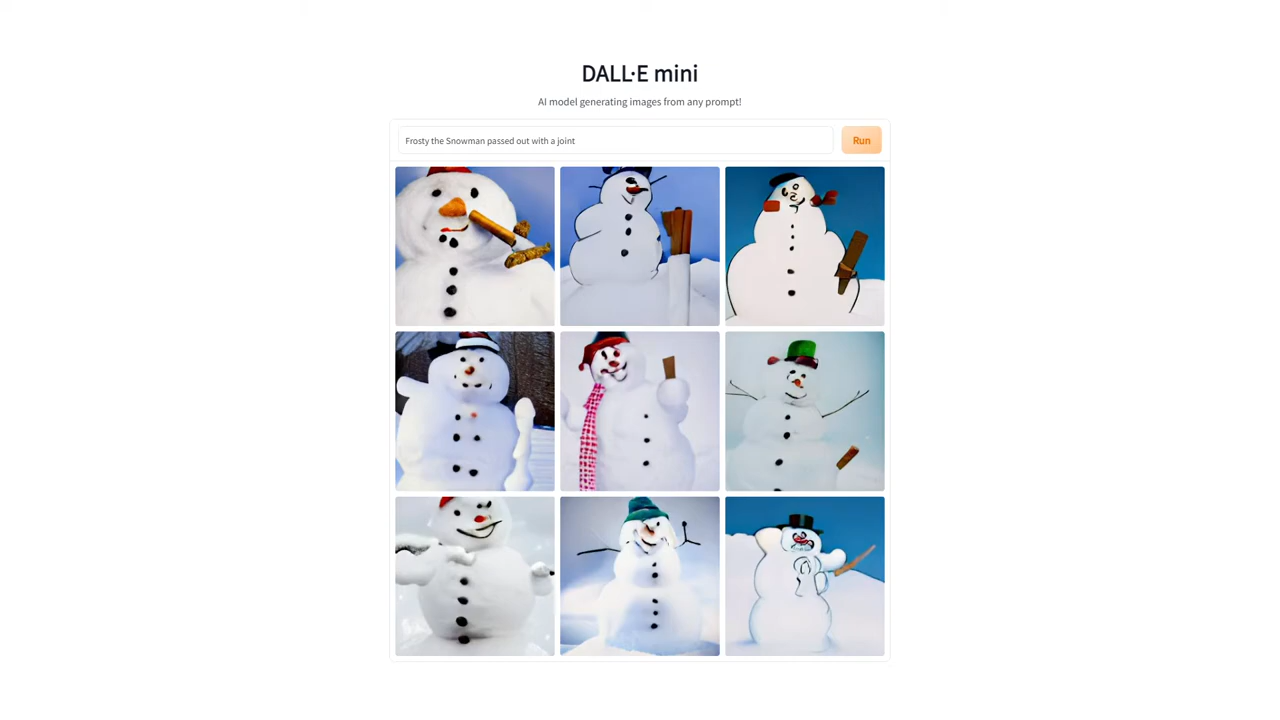 DALL·E mini
AI model generating images from any prompt!
Frosty the Snowman passed out with a joint
Run